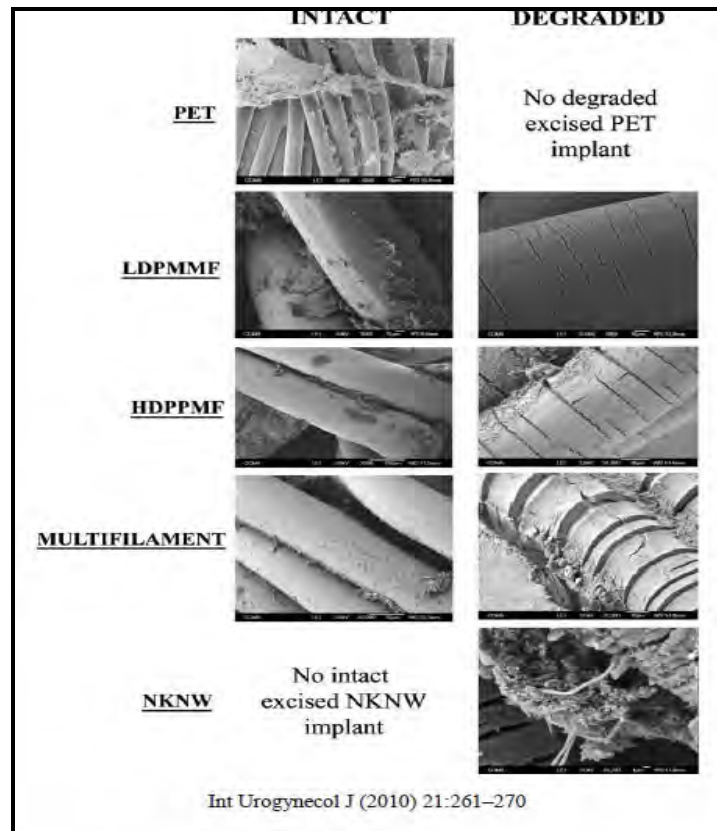 INTACT DEGRADED
PET
No degraded
excised PET
implant
LDPMMF
HDPPMF
MULTIFILAMENT
No intact
excised NKNW
implant
NKNW
Int Urogynecol J (2010) 21:261–270